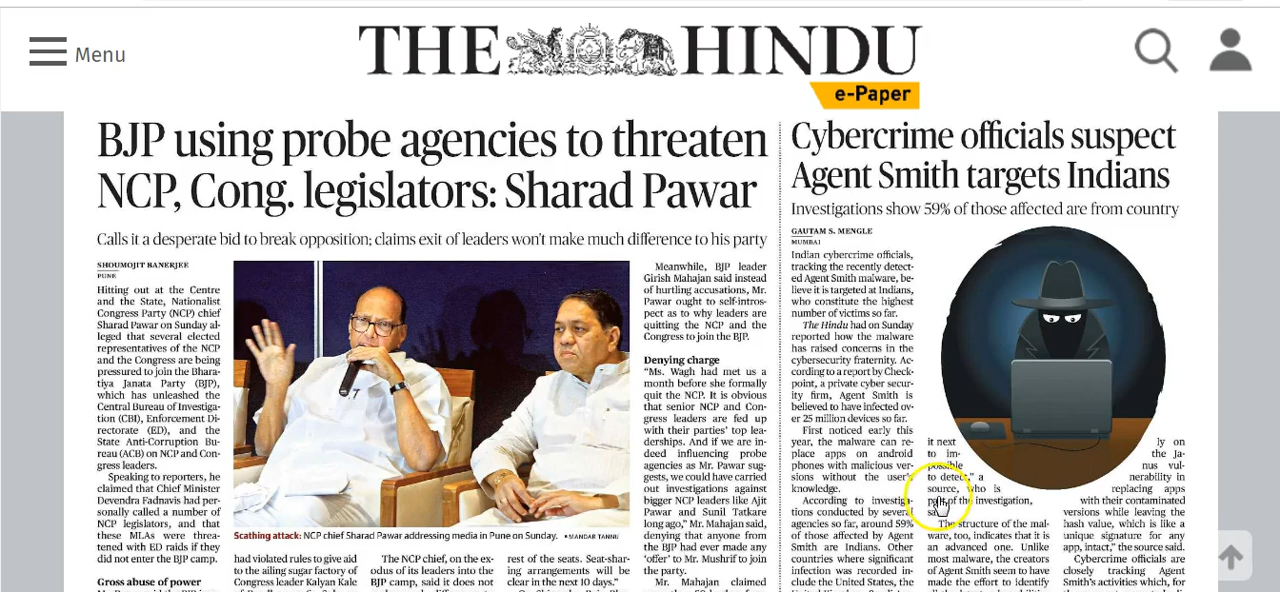 Menu
THE HINDU
e-Paper
BJP using probe agencies to threaten
NCP, Cong. legislators: Sharad Pawar
Calls it a desperate bid to break opposition; claims exit of leaders won't make much difference to his party
SHOUMOJIT BANERJEE
PUNE
Hitting out at the Centre
and the State, Nationalist
Congress Party (NCP) chief
Sharad Pawar on Sunday al-
leged that several elected
representatives of the NCP
and the Congress are being
pressured to join the Bhara-
tiya Janata Party (BJP),
which has unleashed the
Central Bureau of Investiga-
tion (CBI), Enforcement Di-
rectorate (ED), and the
State Anti-Corruption Bu-
reau (ACB) on NCP and Con-
gress leaders.
Speaking to reporters, he
claimed that Chief Minister
Devendra Fadnavis had per-
sonally called a number of
NCP legislators, and that
these MLAs were threa-
tened with ED raids if they
did not enter the BJP camp.
Gross abuse of power
Scathing attack: NCP chief Sharad Pawar addressing media in Pune on Sunday. • MANDAR TANNU
had violated rules to give aid
to the ailing sugar factory of
Congress leader Kalyan Kale
The NCP chief, on the ex-
odus of its leaders into the
BJP camp, said it does not
rest of the seats. Seat-shar-
ing arrangements will be
clear in the next 10 days."
Meanwhile, BJP leader
Girish Mahajan said instead
of hurtling accusations, Mr.
Pawar ought to self-intros-
pect as to why leaders are
quitting the NCP and the
Congress to join the BJP.
Denying charge
"Ms. Wagh had met us a
month before she formally
quit the NCP. It is obvious
that senior NCP and Con-
gress leaders are fed up
with their parties' top lea-
derships. And if we are in-
deed influencing probe
agencies as Mr. Pawar sug-
gests, we could have carried
out investigations against
bigger NCP leaders like Ajit
Pawar and Sunil Tatkare
long ago," Mr. Mahajan said,
denying that anyone from
the BJP had ever made any
'offer' to Mr. Mushrif to join
the party.
Mr. Mahajan claimed
Cybercrime officials suspect
Agent Smith targets Indians
Investigations show 59% of those affected are from country
GAUTAM S. MENGLE
MUMBAI
Indian cybercrime officials,
tracking the recently detect-
ed Agent Smith malware, be-
lieve it is targeted at Indians,
who constitute the highest
number of victims so far.
The Hindu had on Sunday
reported how the malware
has raised concerns in the
cybersecurity fraternity. Ac-
cording to a report by Check-
point, a private cyber secur-
ity firm, Agent Smith is
believed to have infected ov-
er 25 million devices so far.
First noticed early this
year, the malware can re-
place apps on android
phones with malicious ver-
sions without the user's
knowledge.
According to investiga-
tions conducted by several
agencies so far, around 59%
of those affected by Agent
Smith are Indians. Other
countries where significant
infection was recorded in-
clude the United States, the
it next
to im-
possible
to detect," a
source, who is
part of the investigation,
said.
The structure of the mal-
ware, too, indicates that it is
an advanced one. Unlike
most malware, the creators
of Agent Smith seem to have
made the effort to identify
ly on
the Ja-
nus vul-
nerability in
replacing apps
with their contaminated
versions while leaving the
hash value, which is like a
unique signature for any
app, intact," the source said.
Cybercrime officials are
closely tracking Agent
Smith's activities which, for